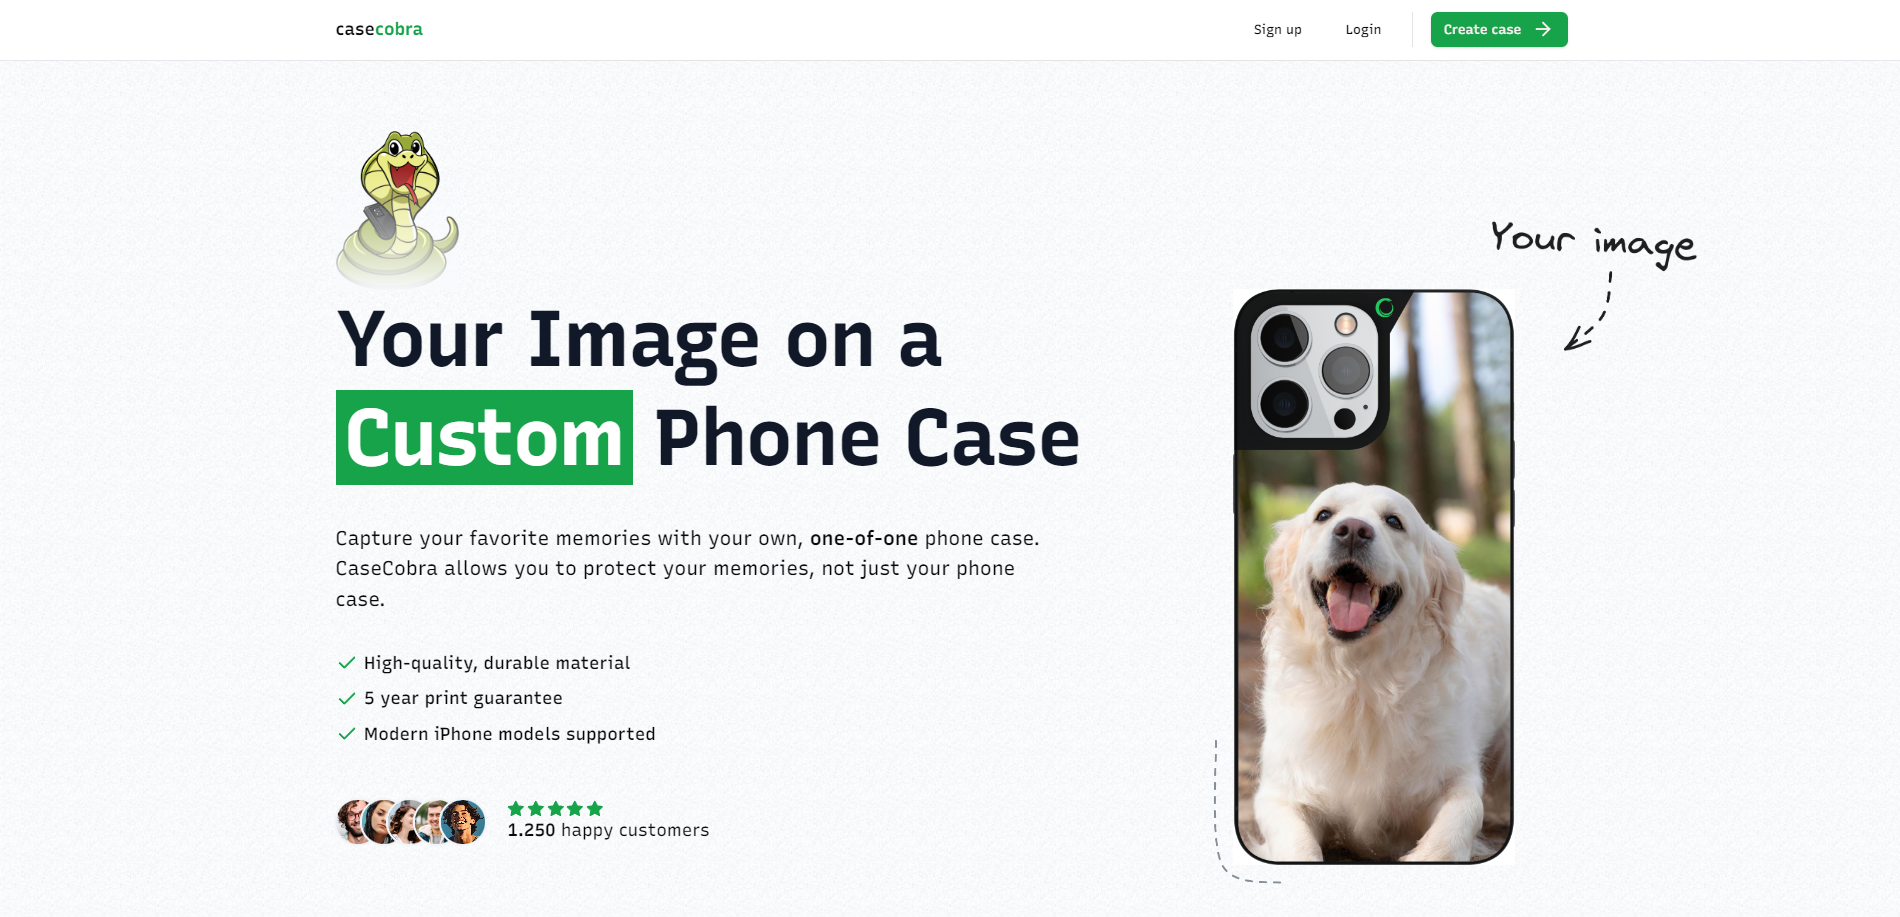 casecobra
Sign up
Login
Create case
Your image
Your Image on a
Custom Phone Case
Capture your favorite memories with your own, one-of-one phone case.
CaseCobra allows you to protect your memories, not just your phone
case.
High-quality, durable material
5 year print guarantee
Modern iPhone models supported
1.250 happy customers